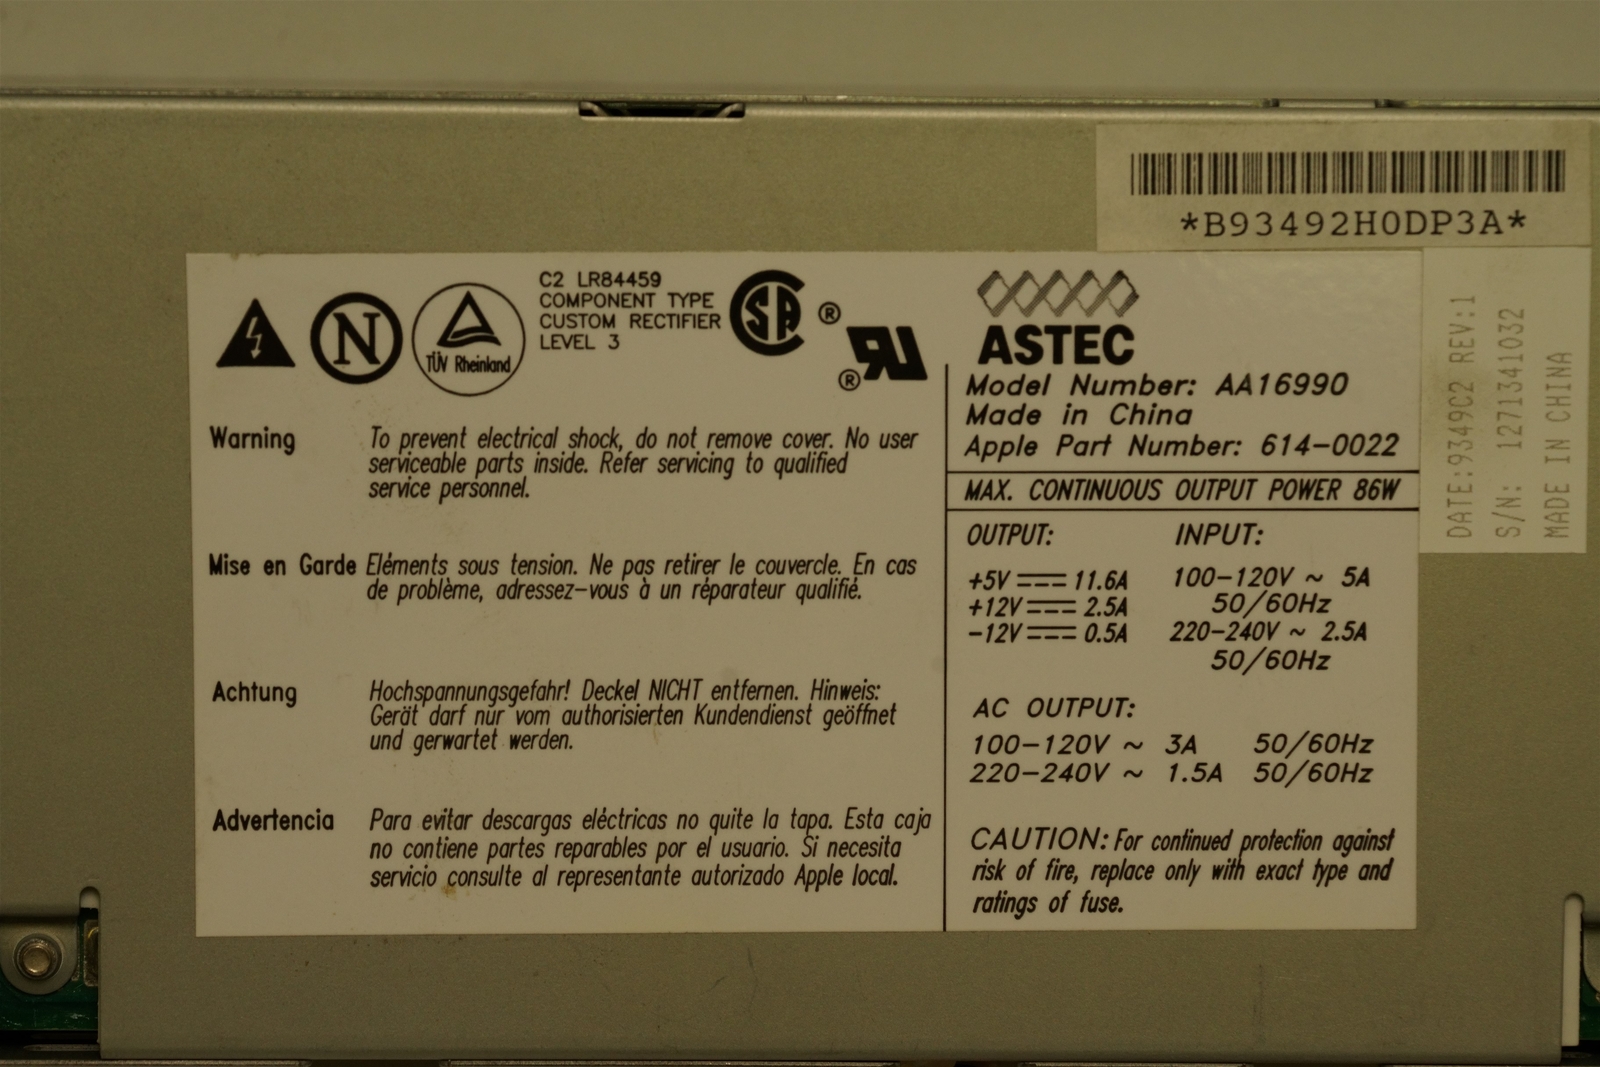 *B93492H0DP3A*
N
TÜV Rheinland
C2 LR84459
COMPONENT TYPE
CUSTOM RECTIFIER
LEVEL 3
SA ®
® UR
Warning To prevent electrical shock, do not remove cover. No user
serviceable parts inside. Refer servicing to qualified
service personnel.
Mise en Garde Eléments sous tension. Ne pas retirer le couvercle. En cas
de problème, adressez-vous à un réparateur qualifié.
Achtung Hochspannungsgefahr! Deckel NICHT entfernen. Hinweis:
Gerät darf nur vom authorisierten Kundendienst geöffnet
und gerwartet werden.
Advertencia Para evitar descargas eléctricas no quite la tapa. Esta caja
no contiene partes reparables por el usuario. Si necesita
servicio consulte al representante autorizado Apple local.
ASTEC
Model Number: AA16990
Made in China
Apple Part Number: 614-0022
MAX. CONTINUOUS OUTPUT POWER 86W
OUTPUT:
+5V 11.6A
+12V 2.5A
-12V 0.5A
INPUT:
100-120V ~ 5A
50/60Hz
220-240V ~ 2.5A
50/60Hz
AC OUTPUT:
100-120V ~ 3A 50/60Hz
220-240V ~ 1.5A 50/60Hz
CAUTION: For continued protection against
risk of fire, replace only with exact type and
ratings of fuse.
DATE:9349C2 REV:1
S/N: 1271341032
MADE IN CHINA